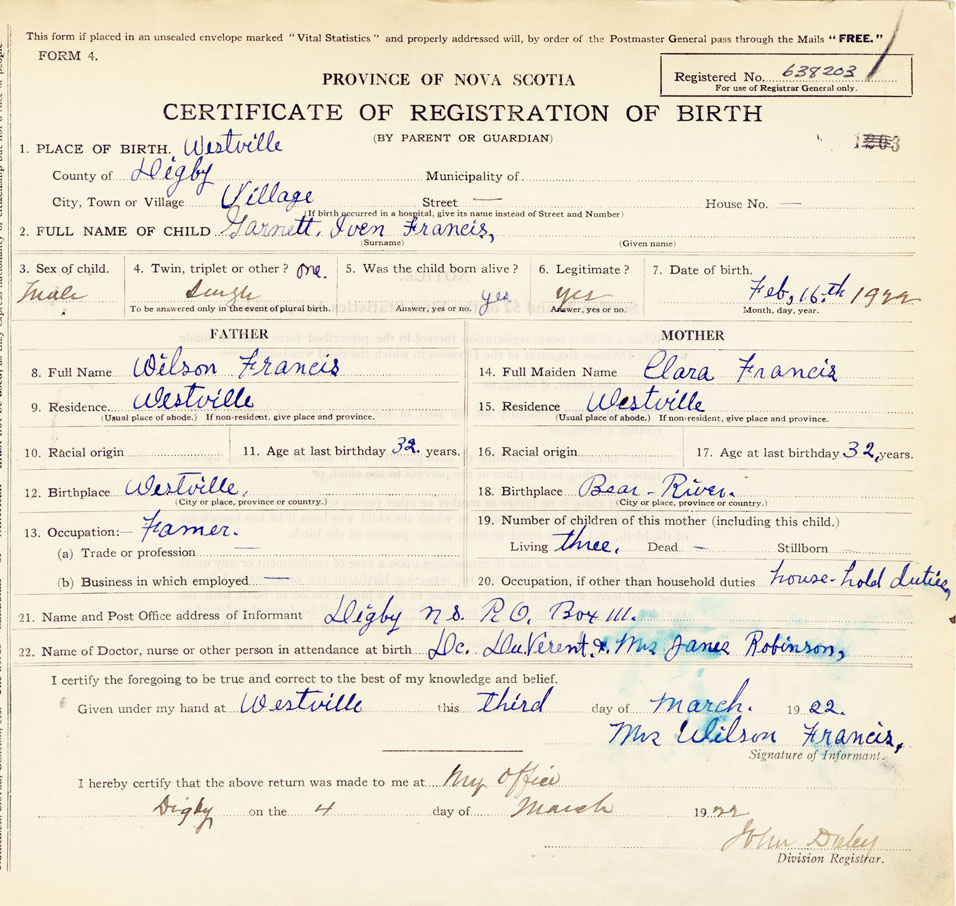 This form if placed in an unsealed envelope marked "Vital Statistics" and properly addressed will, by order of the Postmaster General pass through the Mails "FREE."
FORM 4.
Registered No. 638203
For use of Registrar General only.
PROVINCE OF NOVA SCOTIA
CERTIFICATE OF REGISTRATION OF BIRTH
(BY PARENT OR GUARDIAN)
1203
1. PLACE OF BIRTH. Westville
County of Digby Municipality of
City, Town or Village Village Street — House No. —
(If birth occurred in a hospital, give its name instead of Street and Number)
2. FULL NAME OF CHILD Garnett, Iven Francis,
(Surname) (Given name)
3. Sex of child. 4. Twin, triplet or other? one. 5. Was the child born alive? 6. Legitimate? 7. Date of birth.
male single yes yes Feb, 16.th 1922
To be answered only in the event of plural birth. Answer, yes or no. Answer, yes or no. Month, day, year.
FATHER MOTHER
8. Full Name Wilson Francis 14. Full Maiden Name Clara Francis
9. Residence Westville 15. Residence Westville
(Usual place of abode.) If non-resident, give place and province. (Usual place of abode.) If non-resident, give place and province.
10. Racial origin 11. Age at last birthday 32. years. 16. Racial origin 17. Age at last birthday 32, years.
12. Birthplace Westville. 18. Birthplace Bear-River.
(City or place, province or country.) (City or place, province or country.)
13. Occupation:— Famer. 19. Number of children of this mother (including this child.)
(a) Trade or profession — Living three, Dead — Stillborn —
(b) Business in which employed — 20. Occupation, if other than household duties house-hold duties,
21. Name and Post Office address of Informant Digby n s. P.O. Box 111.
22. Name of Doctor, nurse or other person in attendance at birth. Dc. Du.Verent. & Mrs James Robinson,
I certify the foregoing to be true and correct to the best of my knowledge and belief.
Given under my hand at Westville this third day of March. 1922.
Mrs Wilson Francis,
Signature of Informant.
I hereby certify that the above return was made to me at My Office
Digby on the 4 day of March 1922
John Daley
Division Registrar.